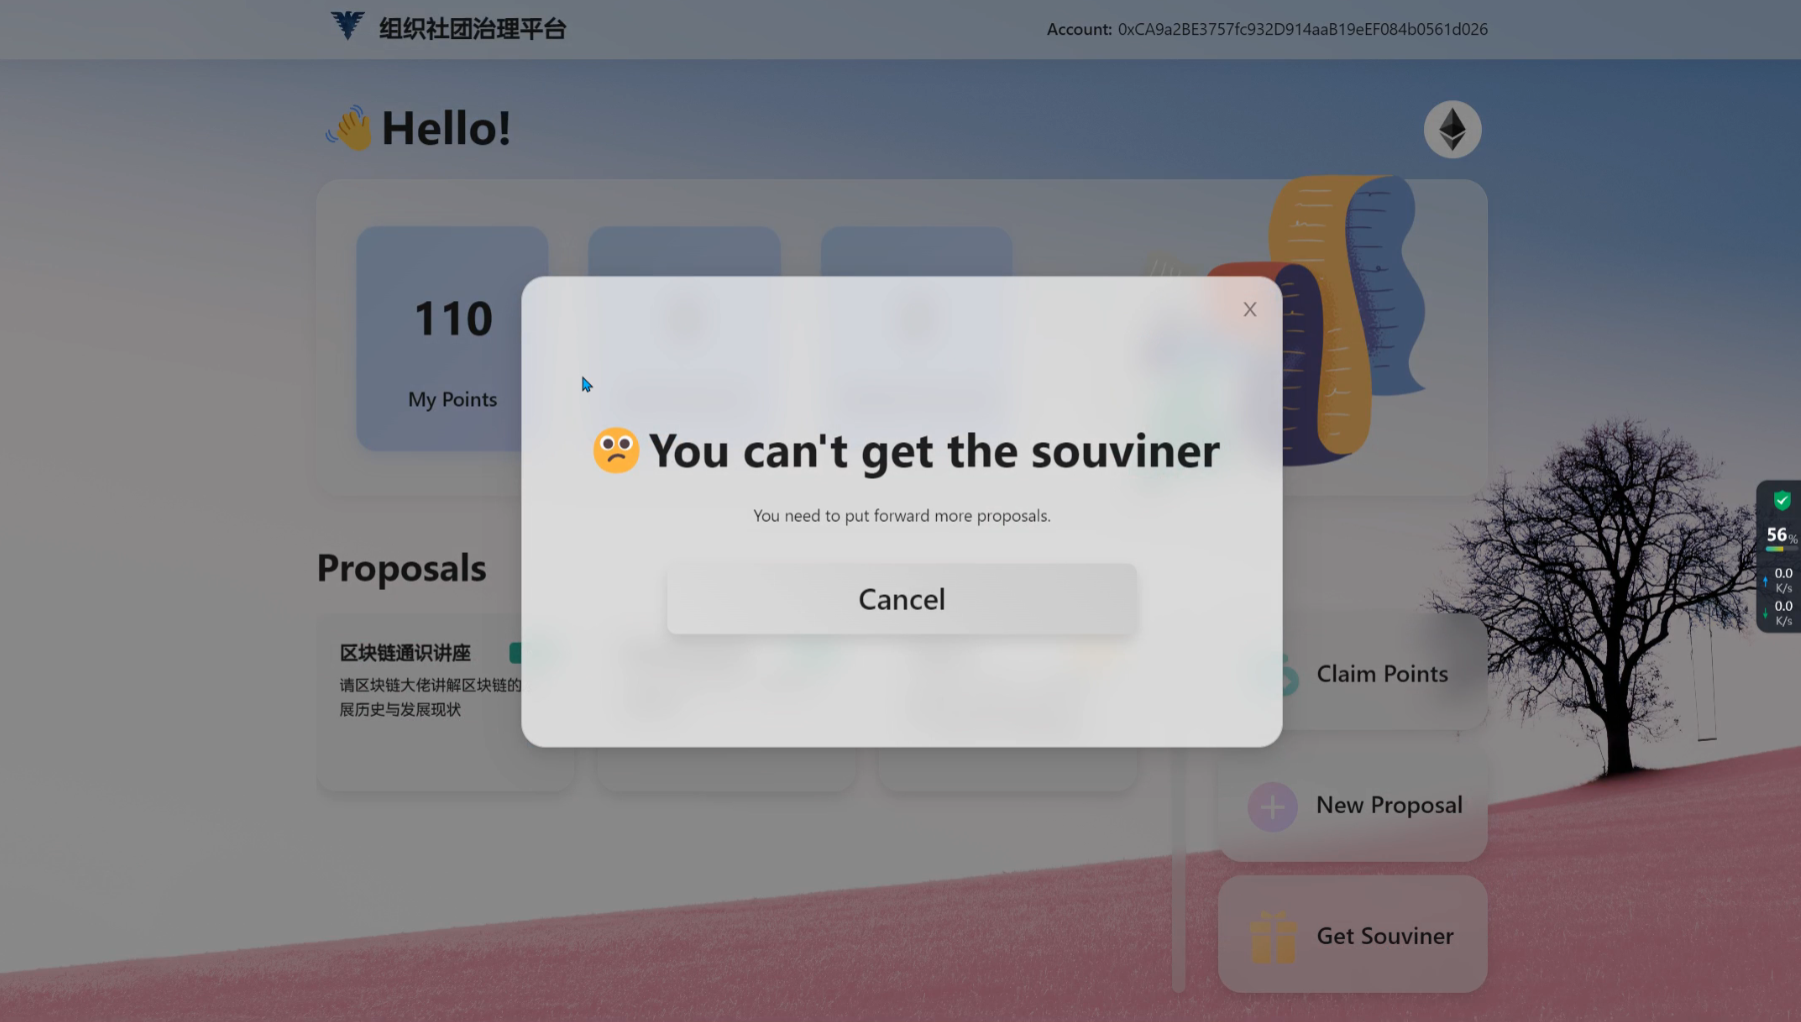 组织社团治理平台
Account: 0xCA9a2BE3757fc932D914aaB19eEF084b0561d026
Hello!
110
My Points
X
You can't get the souviner
You need to put forward more proposals.
Cancel
Proposals
区块链通识讲座
请区块链大佬讲解区块链的
展历史与发展现状
Claim Points
New Proposal
Get Souviner
56%
0.0
K/s
0.0
K/s